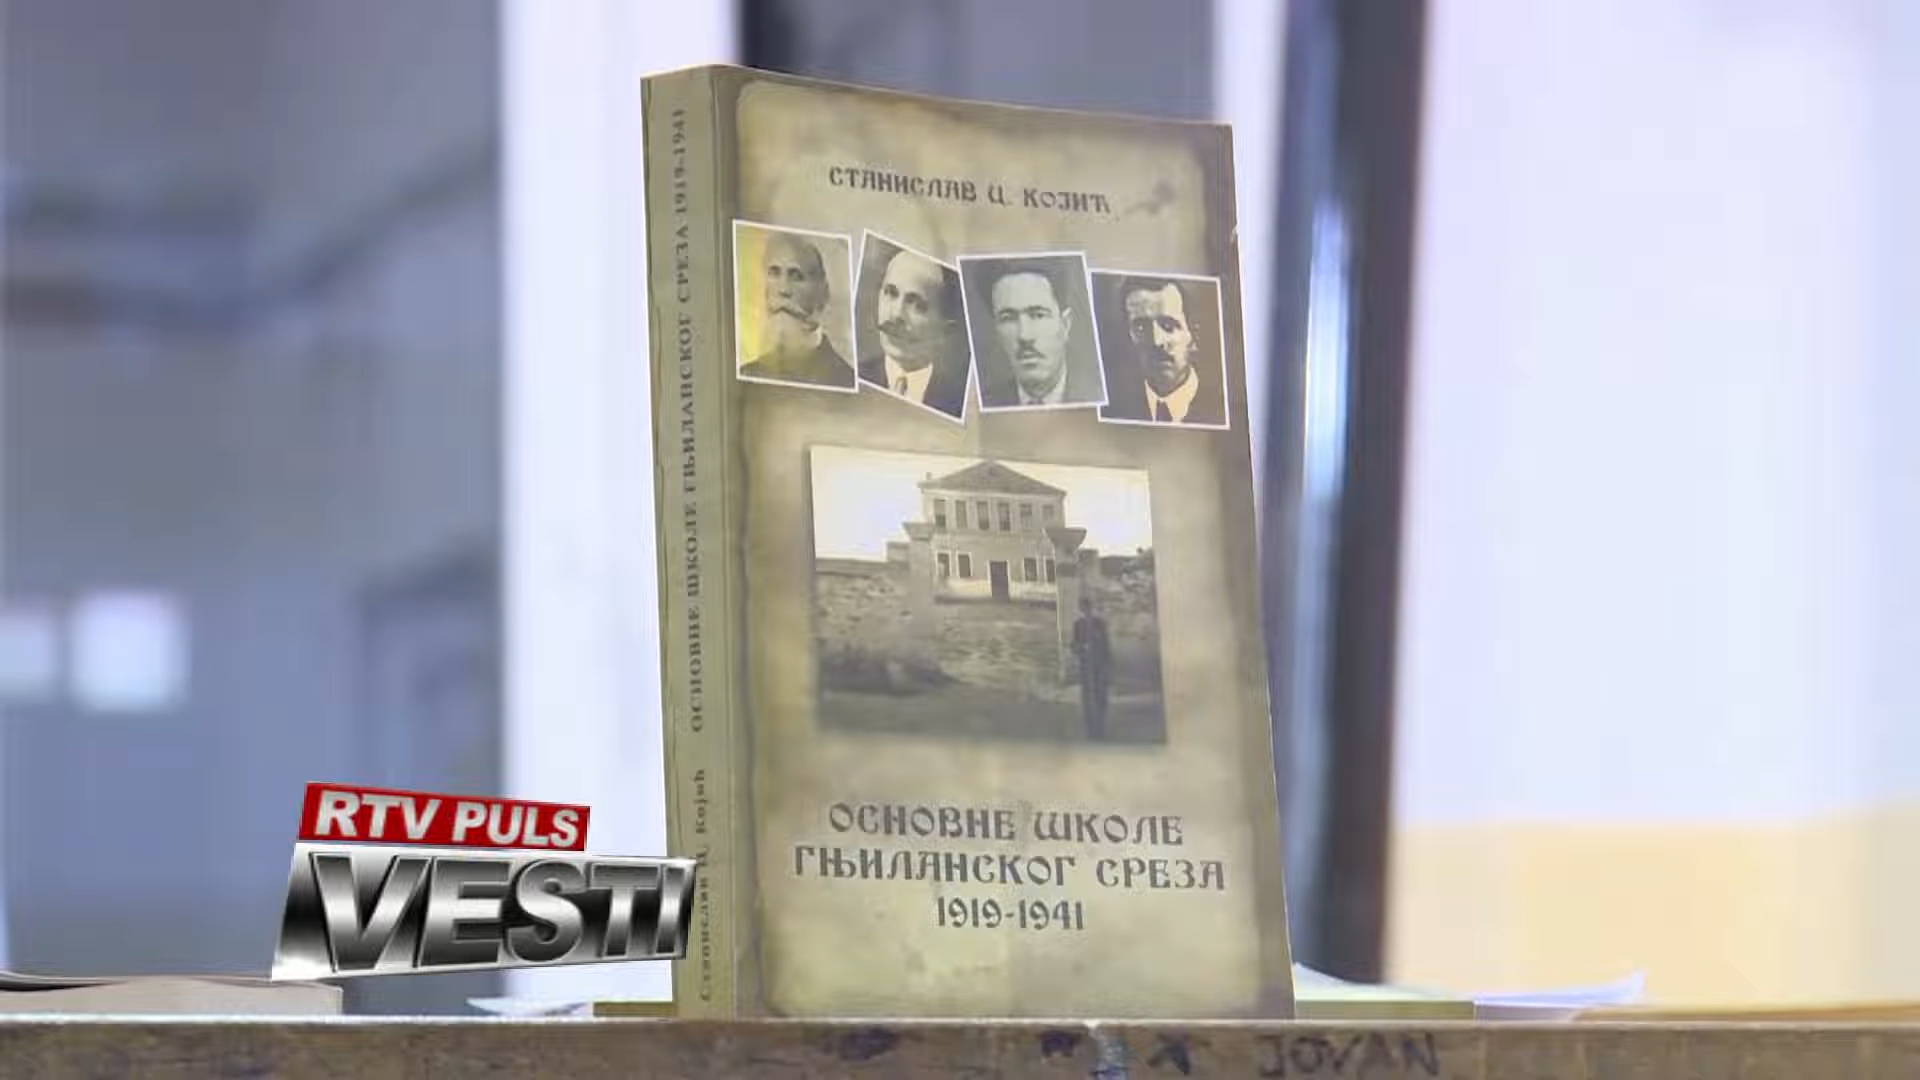 СТАНИСЛАВ Ц. КОЈИЋ
ОСНОВНЕ ШКОЛЕ
ГЊИЛАНСКОГ СРЕЗА
1919-1941
Станислав Ц. Којић ОСНОВНЕ ШКОЛЕ ГЊИЛАНСКОГ СРЕЗА 1919-1941
RTV PULS
VESTI
JOVAN